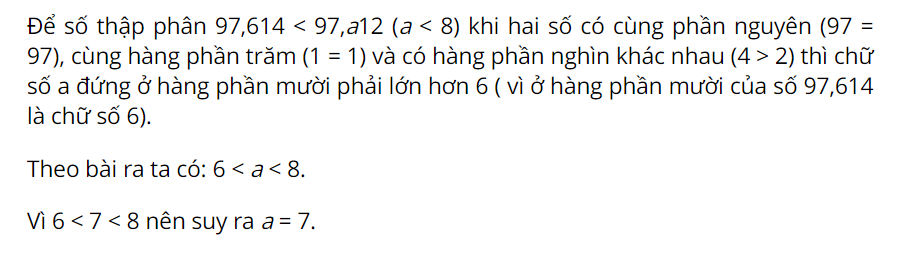 Để số thập phân 97,614 < 97,a12 (a < 8) khi hai số có cùng phần nguyên (97 =
97), cùng hàng phần trăm (1 = 1) và có hàng phần nghìn khác nhau (4 > 2) thì chữ
số a đứng ở hàng phần mười phải lớn hơn 6 ( vì ở hàng phần mười của số 97,614
là chữ số 6).
Theo bài ra ta có: 6 < a < 8.
Vì 6 < 7 < 8 nên suy ra a = 7.